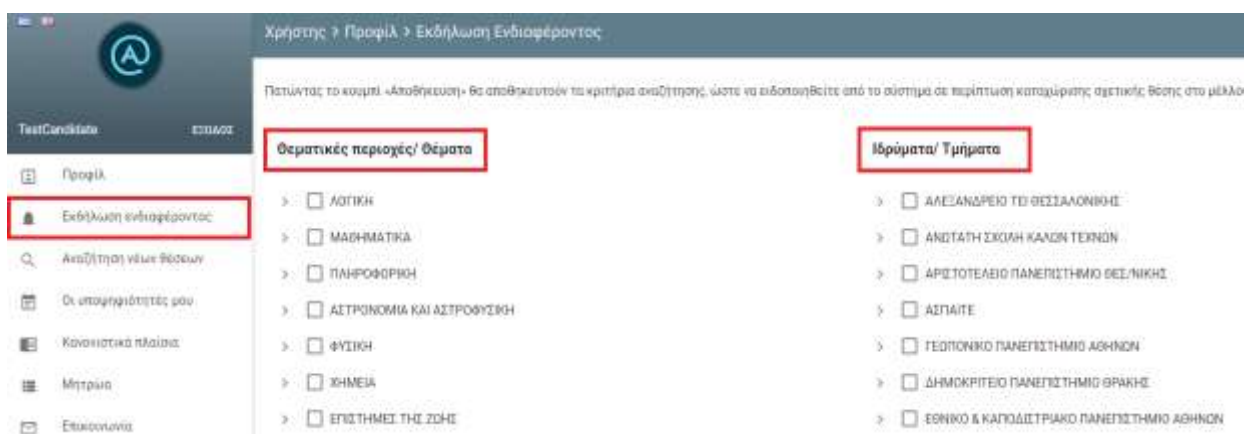 Χρήστης > Προφίλ > Εκδήλωση Ενδιαφέροντος
Πατώντας το κουμπί «Αποθήκευση» θα αποθηκευτούν τα κριτήρια αναζήτησης, ώστε να ειδοποιηθείτε από το σύστημα σε περίπτωση καταχώρισης σχετικής θέσης στο μέλλο
TestCandidate ΕΞΟΔΟΣ
Προφίλ
Εκδήλωση ενδιαφέροντος
Αναζήτηση νέων θέσεων
Οι υποψηφιότητές μου
Κανονιστικά πλαίσια
Μητρώα
Επικοινωνία
Θεματικές περιοχές/ Θέματα
ΛΟΓΙΚΗ
ΜΑΘΗΜΑΤΙΚΑ
ΠΛΗΡΟΦΟΡΙΚΗ
ΑΣΤΡΟΝΟΜΙΑ ΚΑΙ ΑΣΤΡΟΦΥΣΙΚΗ
ΦΥΣΙΚΗ
ΧΗΜΕΙΑ
ΕΠΙΣΤΗΜΕΣ ΤΗΣ ΖΩΗΣ
Ιδρύματα/ Τμήματα
ΑΛΕΞΑΝΔΡΕΙΟ ΤΕΙ ΘΕΣΣΑΛΟΝΙΚΗΣ
ΑΝΩΤΑΤΗ ΣΧΟΛΗ ΚΑΛΩΝ ΤΕΧΝΩΝ
ΑΡΙΣΤΟΤΕΛΕΙΟ ΠΑΝΕΠΙΣΤΗΜΙΟ ΘΕΣ/ΝΙΚΗΣ
ΑΣΠΑΙΤΕ
ΓΕΩΠΟΝΙΚΟ ΠΑΝΕΠΙΣΤΗΜΙΟ ΑΘΗΝΩΝ
ΔΗΜΟΚΡΙΤΕΙΟ ΠΑΝΕΠΙΣΤΗΜΙΟ ΘΡΑΚΗΣ
ΕΘΝΙΚΟ & ΚΑΠΟΔΙΣΤΡΙΑΚΟ ΠΑΝΕΠΙΣΤΗΜΙΟ ΑΘΗΝΩΝ